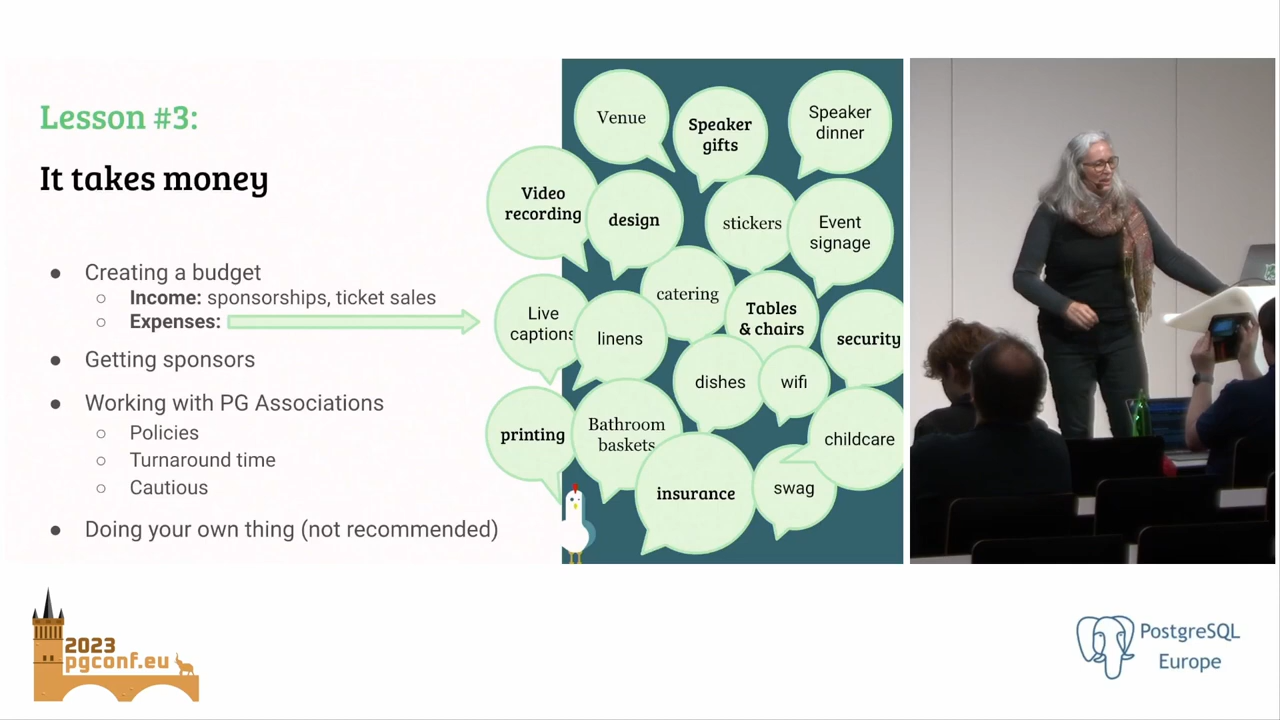 Lesson #3:
It takes money
● Creating a budget
○ Income: sponsorships, ticket sales
○ Expenses:
● Getting sponsors
● Working with PG Associations
○ Policies
○ Turnaround time
○ Cautious
● Doing your own thing (not recommended)
Venue
Speaker
gifts
Speaker
dinner
Video
recording
design
stickers
Event
signage
catering
Live
captions
linens
Tables
& chairs
security
dishes
wifi
printing
Bathroom
baskets
childcare
insurance
swag
2023
pgconf.eu
PostgreSQL
Europe